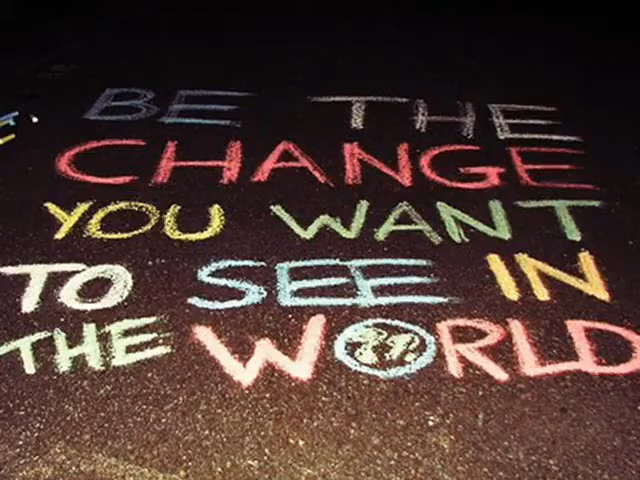 BE THE
CHANGE
YOU WANT
TO SEE IN
THE WORLD